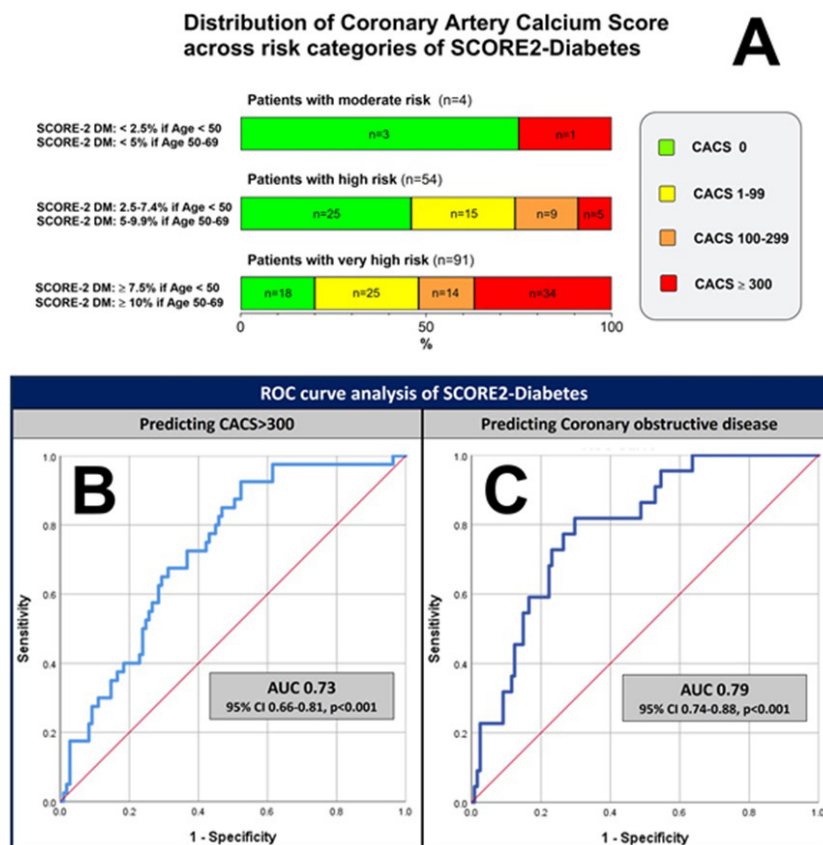 Distribution of Coronary Artery Calcium Score
across risk categories of SCORE2-Diabetes
A
Patients with moderate risk (n=4)
SCORE-2 DM: < 2.5% if Age < 50
SCORE-2 DM: < 5% if Age 50-69
n=3
n=1
Patients with high risk (n=54)
SCORE-2 DM: 2.5-7.4% if Age < 50
SCORE-2 DM: 5-9.9% if Age 50-69
n=25
n=15
n=9
n=5
Patients with very high risk (n=91)
SCORE-2 DM: ≥ 7.5% if Age < 50
SCORE-2 DM: ≥ 10% if Age 50-69
n=18
n=25
n=14
n=34
0
50
100
%
CACS 0
CACS 1-99
CACS 100-299
CACS ≥ 300
ROC curve analysis of SCORE2-Diabetes
Predicting CACS>300
B
Sensitivity
1.0
0.8
0.6
0.4
0.2
0.0
AUC 0.73
95% CI 0.66-0.81, p<0.001
0.0 0.2 0.4 0.6 0.8 1.0
1 - Specificity
Predicting Coronary obstructive disease
C
Sensitivity
1.0
0.8
0.6
0.4
0.2
0.0
AUC 0.79
95% CI 0.74-0.88, p<0.001
0.0 0.2 0.4 0.6 0.8 1.0
1 - Specificity